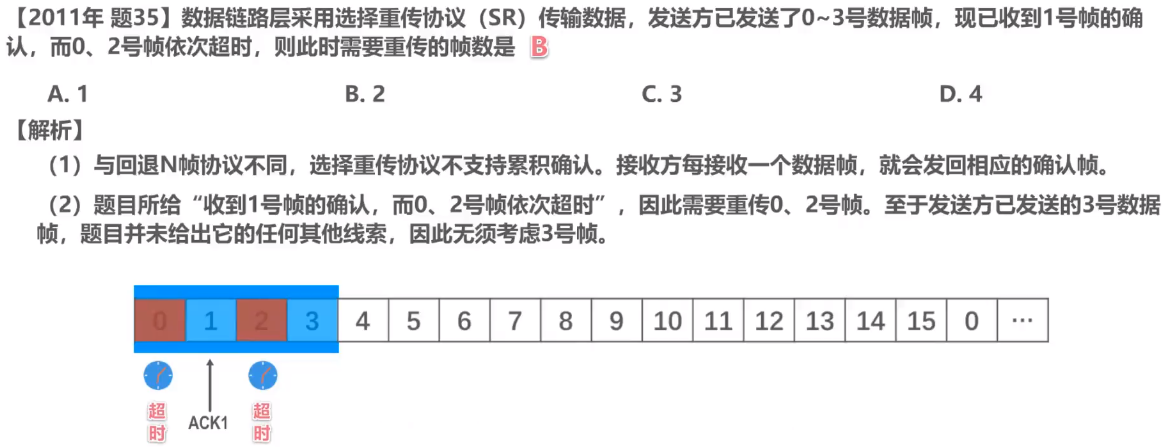 【2011年 题35】数据链路层采用选择重传协议（SR）传输数据，发送方已发送了0~3号数据帧，现已收到1号帧的确
认，而0、2号帧依次超时，则此时需要重传的帧数是 B
A. 1 B. 2 C. 3 D. 4
【解析】
（1）与回退N帧协议不同，选择重传协议不支持累积确认。接收方每接收一个数据帧，就会发回相应的确认帧。
（2）题目所给“收到1号帧的确认，而0、2号帧依次超时”，因此需要重传0、2号帧。至于发送方已发送的3号数据
帧，题目并未给出它的任何其他线索，因此无须考虑3号帧。
0 1 2 3 4 5 6 7 8 9 10 11 12 13 14 15 0 …
超时 ACK1 超时